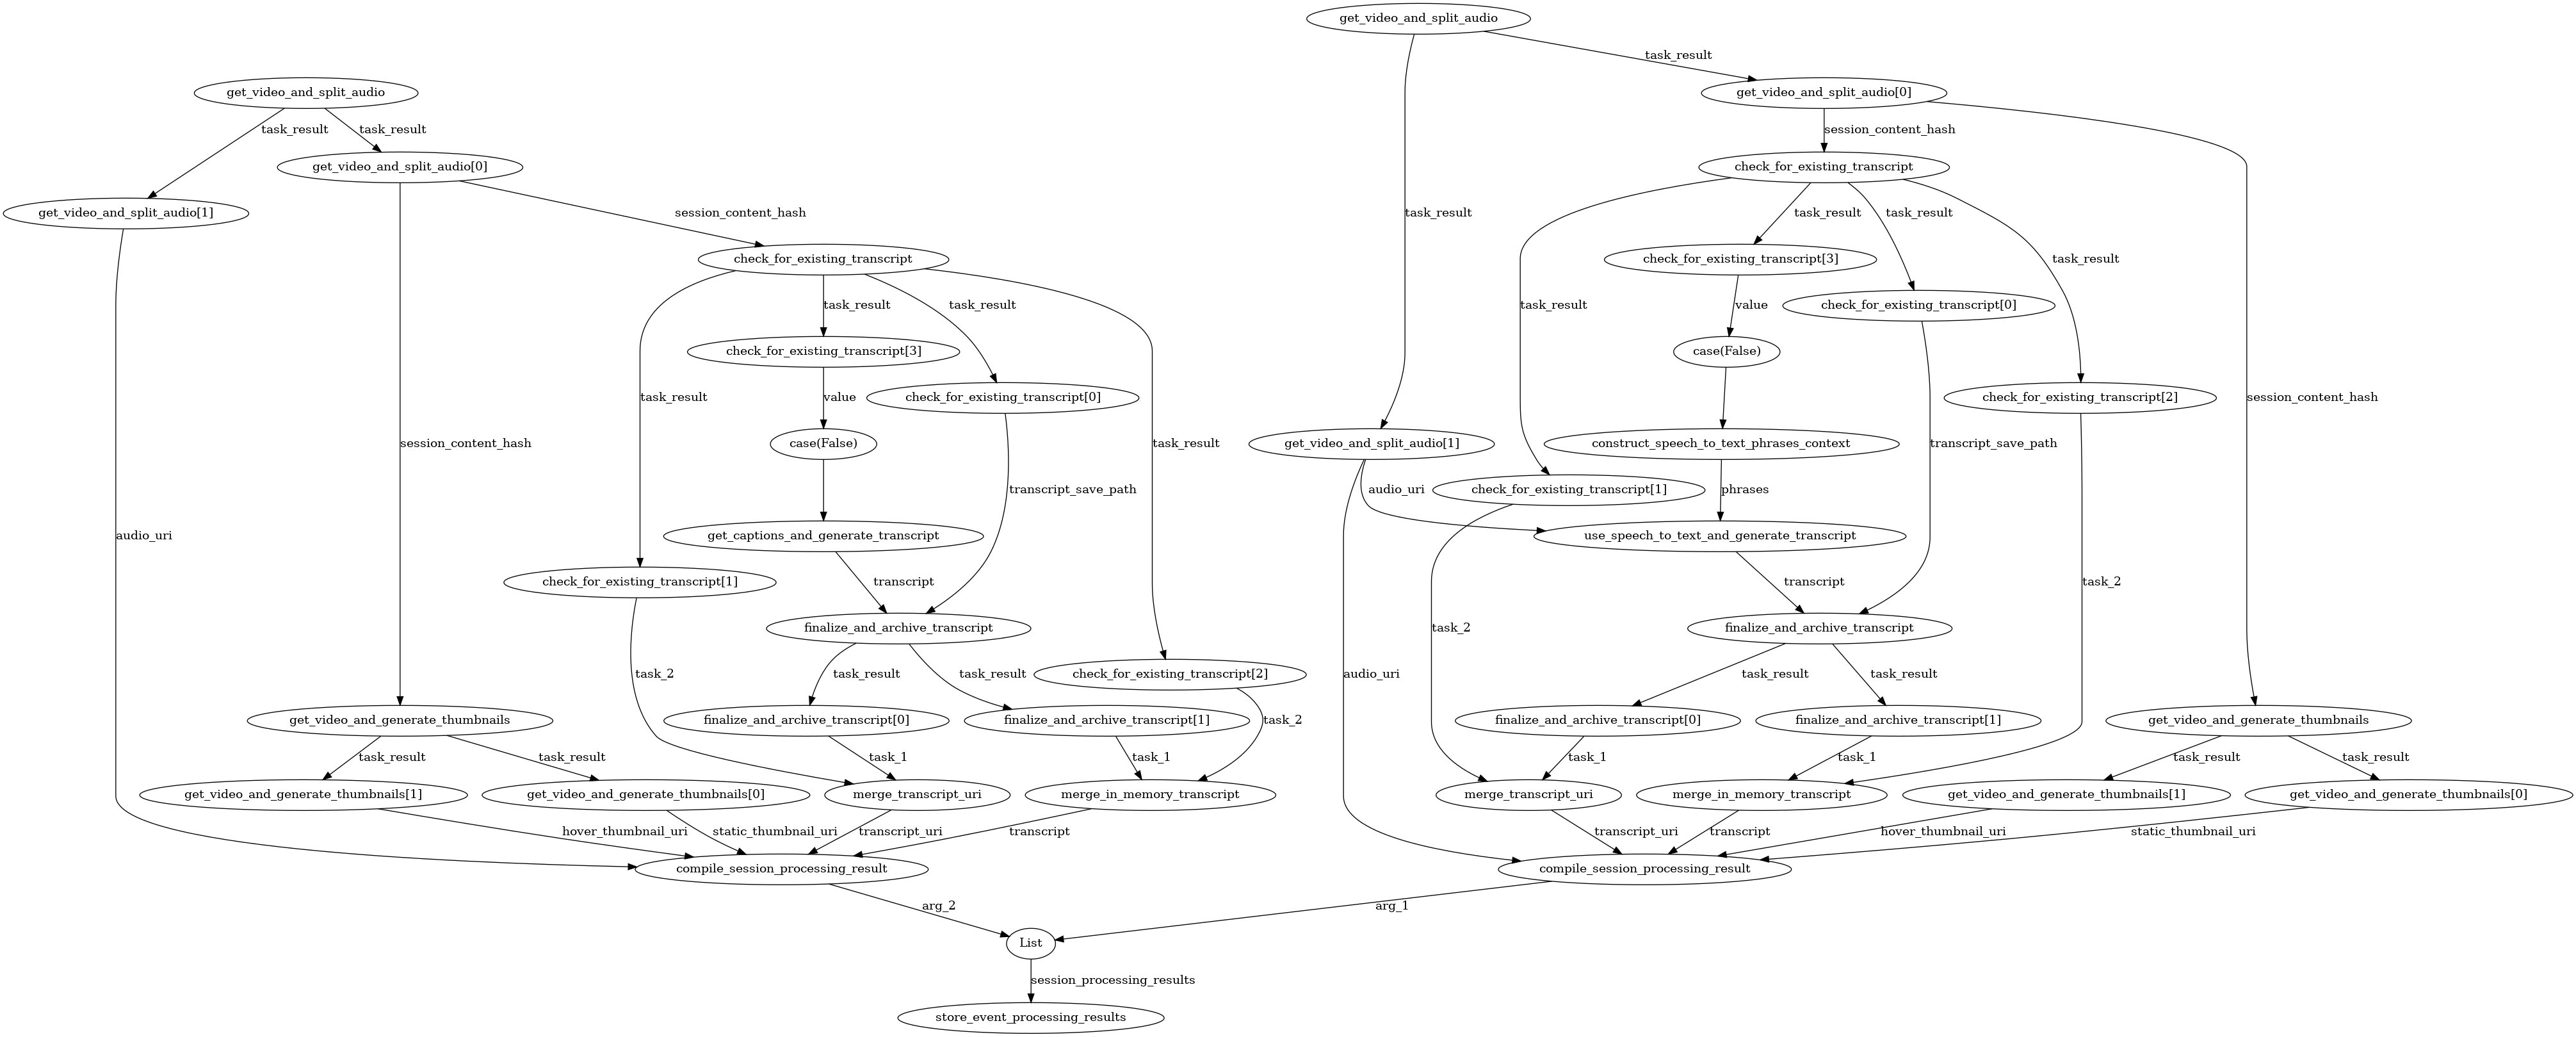 get_video_and_split_audio
task_result
get_video_and_split_audio
get_video_and_split_audio[0]
task_result
task_result
session_content_hash
get_video_and_split_audio[0]
check_for_existing_transcript
get_video_and_split_audio[1]
session_content_hash
task_result
task_result
task_result
task_result
check_for_existing_transcript
check_for_existing_transcript[3]
task_result
task_result
task_result
value
check_for_existing_transcript[0]
check_for_existing_transcript[3]
case(False)
task_result
value
check_for_existing_transcript[0]
check_for_existing_transcript[2]
session_content_hash
session_content_hash
case(False)
task_result
get_video_and_split_audio[1]
construct_speech_to_text_phrases_context
transcript_save_path
transcript_save_path
audio_uri
check_for_existing_transcript[1]
phrases
audio_uri
get_captions_and_generate_transcript
use_speech_to_text_and_generate_transcript
check_for_existing_transcript[1]
transcript
transcript
task_2
finalize_and_archive_transcript
task_2
finalize_and_archive_transcript
task_2
task_result
task_result
check_for_existing_transcript[2]
audio_uri
task_result
task_result
get_video_and_generate_thumbnails
finalize_and_archive_transcript[0]
finalize_and_archive_transcript[1]
task_2
finalize_and_archive_transcript[0]
finalize_and_archive_transcript[1]
get_video_and_generate_thumbnails
task_result
task_result
task_1
task_1
task_1
task_1
task_result
task_result
get_video_and_generate_thumbnails[1]
get_video_and_generate_thumbnails[0]
merge_transcript_uri
merge_in_memory_transcript
merge_transcript_uri
merge_in_memory_transcript
get_video_and_generate_thumbnails[1]
get_video_and_generate_thumbnails[0]
hover_thumbnail_uri
static_thumbnail_uri
transcript_uri
transcript
transcript_uri
transcript
hover_thumbnail_uri
static_thumbnail_uri
compile_session_processing_result
compile_session_processing_result
arg_2
arg_1
List
session_processing_results
store_event_processing_results